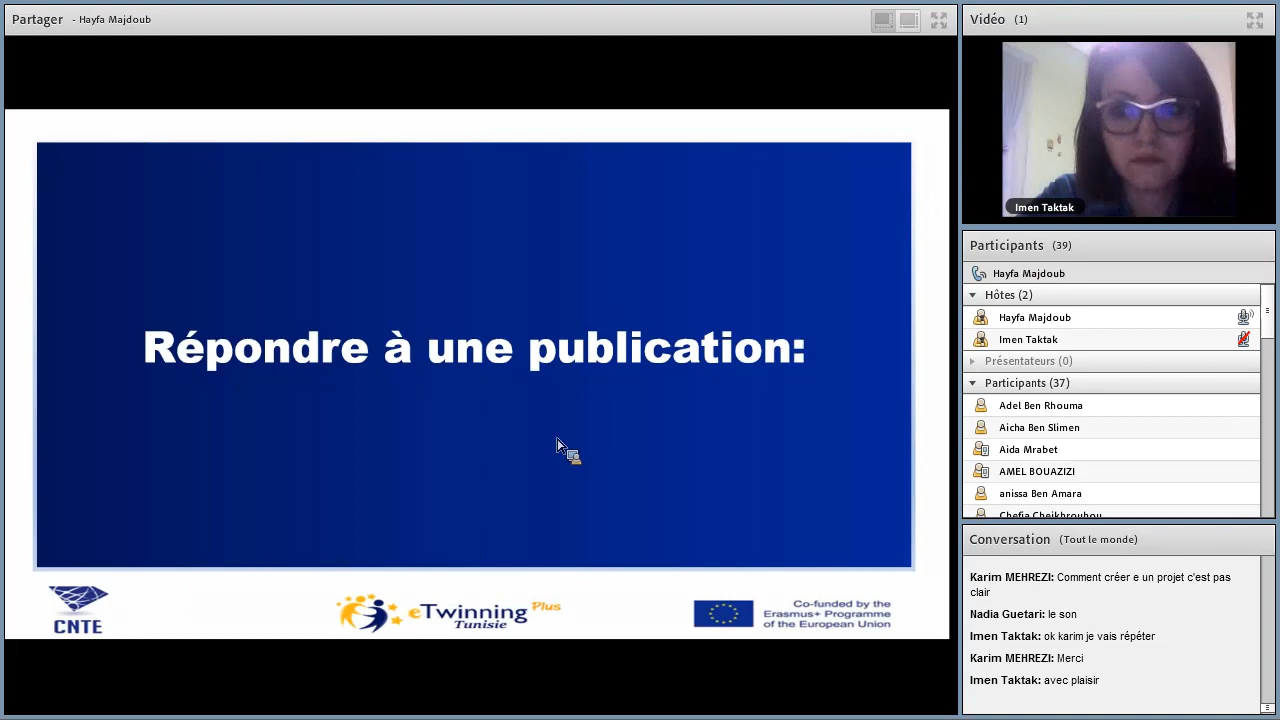 Partager - Hayfa Majdoub
Répondre à une publication:
CNTE
eTwinning Plus
Tunisie
Co-funded by the
Erasmus+ Programme
of the European Union
Vidéo (1)
Imen Taktak
Participants (39)
Hayfa Majdoub
Hôtes (2)
Hayfa Majdoub
Imen Taktak
Présentateurs (0)
Participants (37)
Adel Ben Rhouma
Aicha Ben Slimen
Aida Mrabet
AMEL BOUAZIZI
anissa Ben Amara
Chefia Cheikhrouhou
Conversation (Tout le monde)
Karim MEHREZI: Comment créer e un projet c'est pas
clair
Nadia Guetari: le son
Imen Taktak: ok karim je vais répéter
Karim MEHREZI: Merci
Imen Taktak: avec plaisir